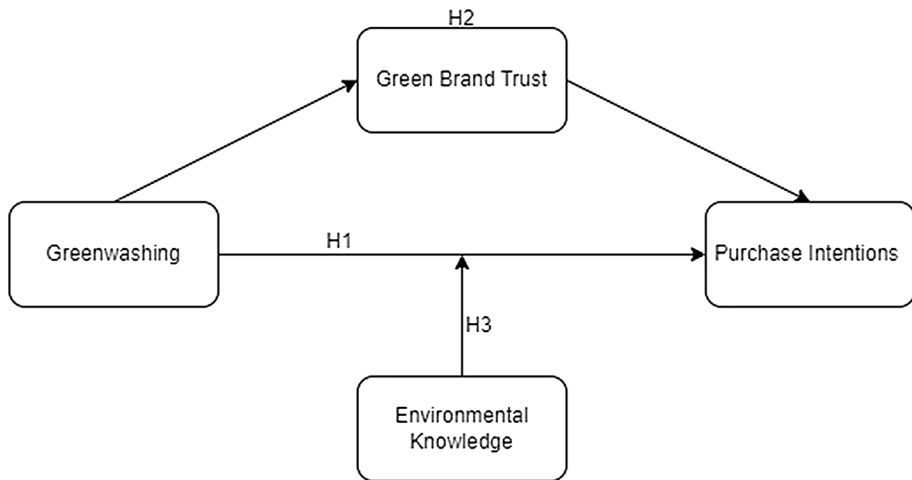 H2
Green Brand Trust
Greenwashing
H1
Purchase Intentions
H3
Environmental
Knowledge